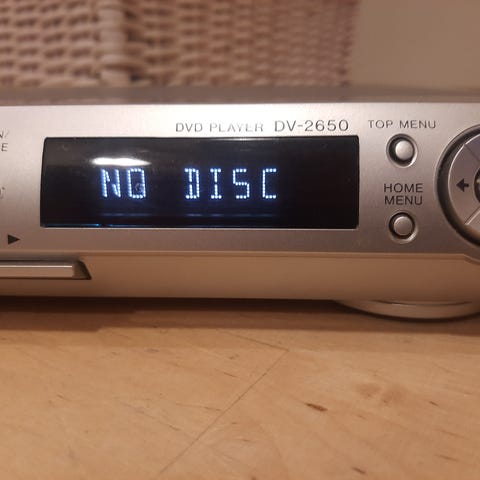 DVD PLAYER DV-2650
TOP MENU
NO DISC
HOME
MENU